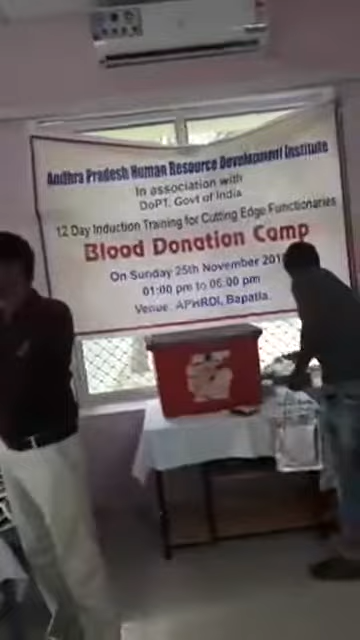 Andhra Pradesh Human Resource Development Institute
In association with
DoPT, Govt of India
12 Day Induction Training for Cutting Edge Functionaries
Blood Donation Camp
On Sunday 25th November
01:00 pm to 06:00 pm
Venue: APHRDI, Bapatla.